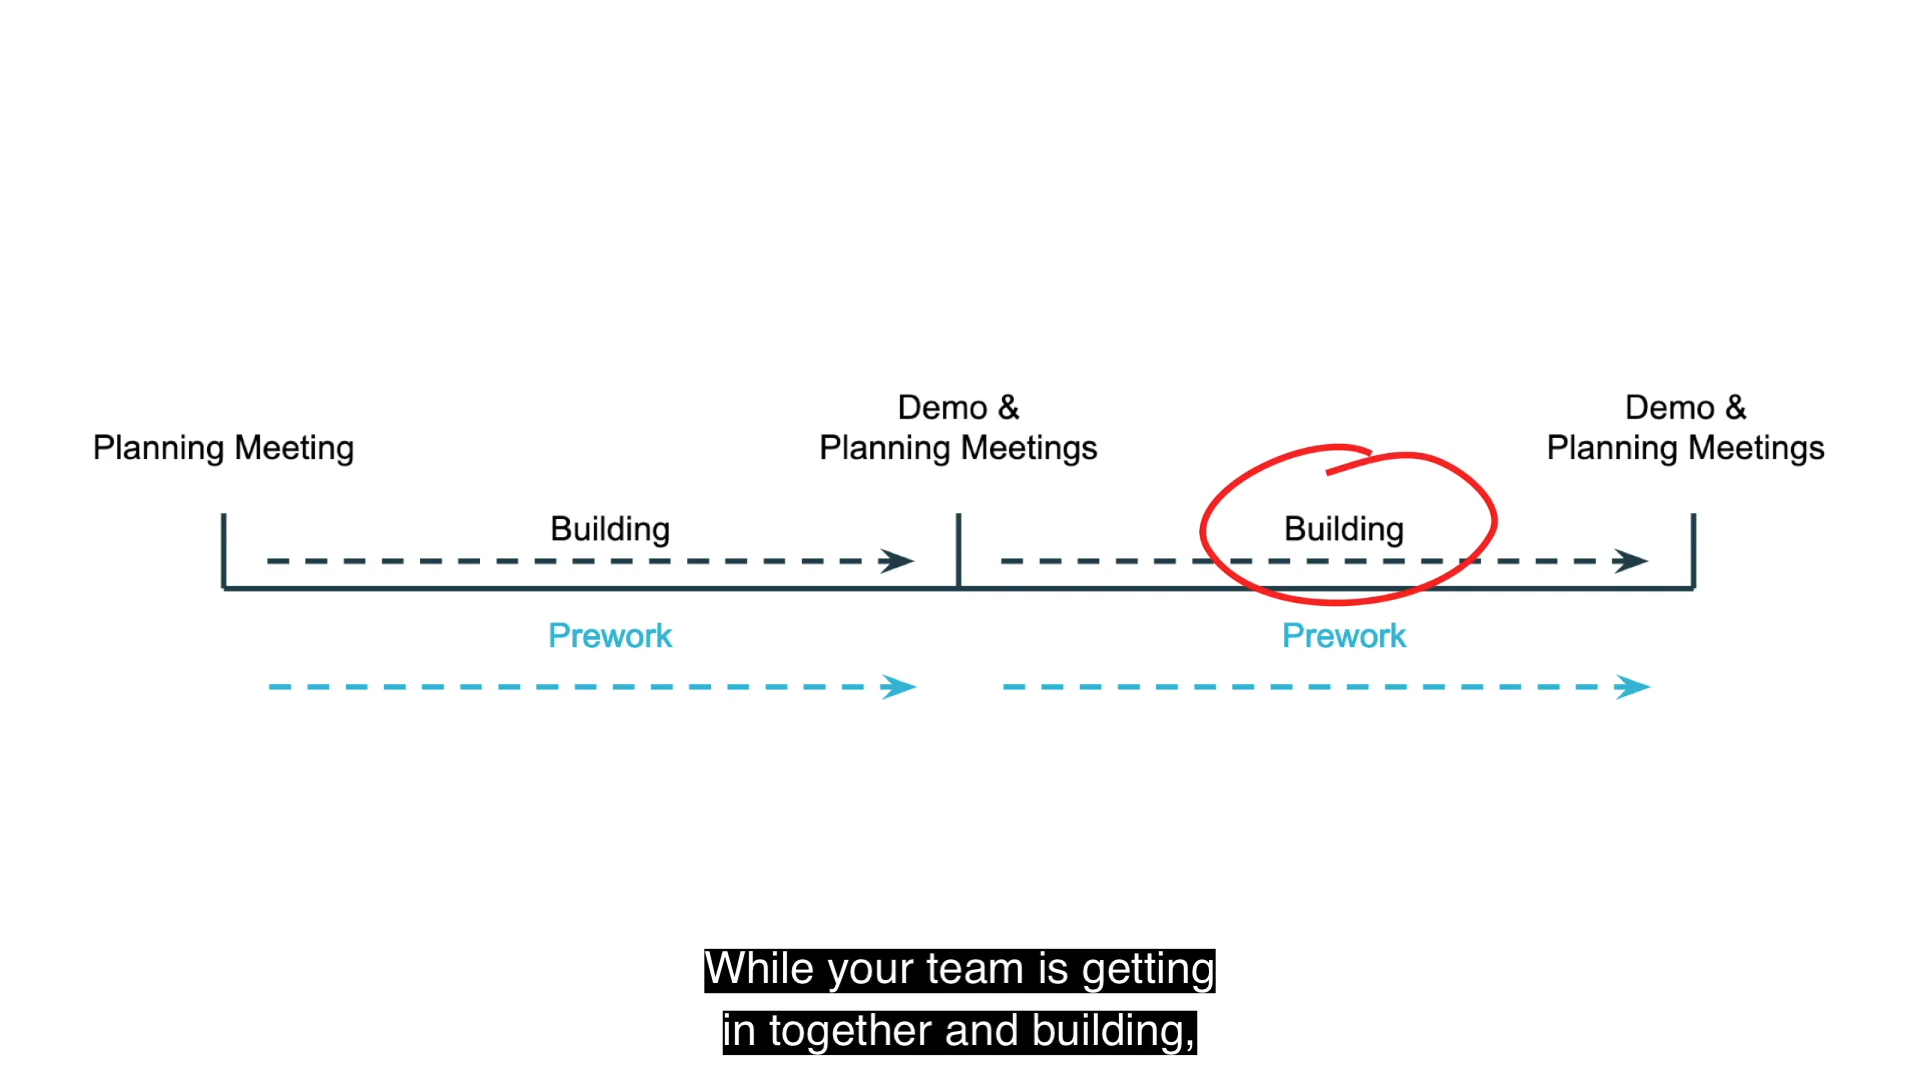 Planning Meeting
Demo &
Planning Meetings
Demo &
Planning Meetings
Building
Building
Prework
Prework
While your team is getting
in together and building,